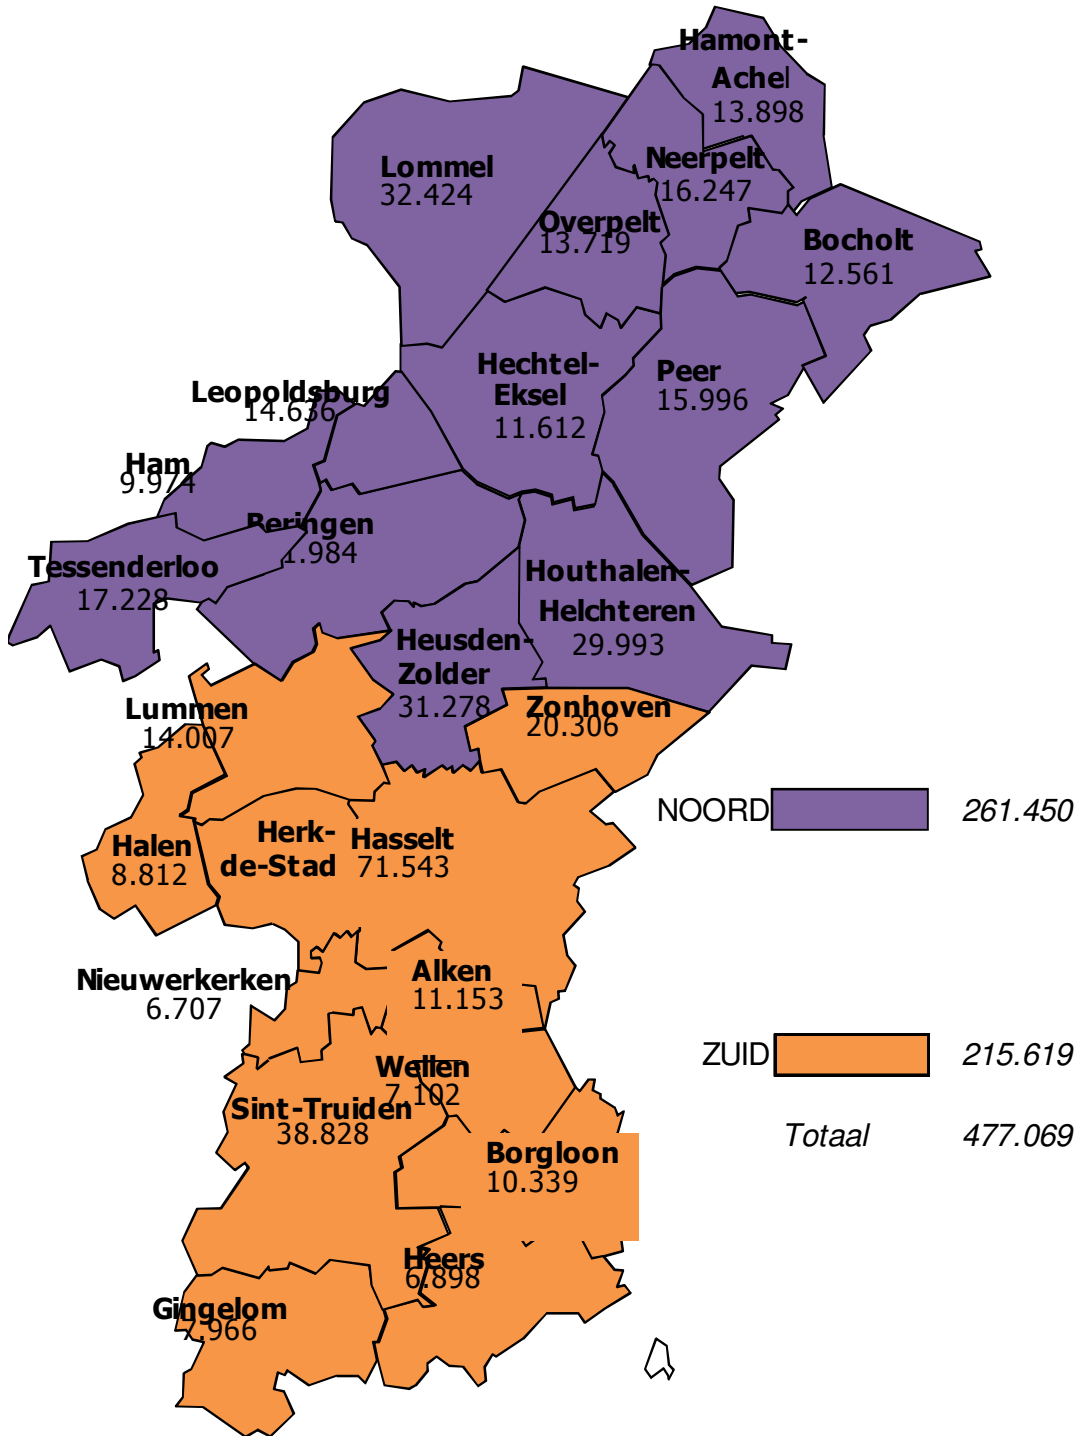 Hamont-
Achel
13.898
Lommel
32.424
Neerpelt
16.247
Overpelt
13.719
Bocholt
12.561
Hechtel-
Eksel
11.612
Peer
15.996
Leopoldsburg
14.636
Ham
9.974
Beringen
1.984
Tessenderloo
17.228
Houthalen-
Helchteren
29.993
Heusden-
Zolder
31.278
Zonhoven
20.306
Lummen
14.007
NOORD 261.450
Halen
8.812
Herk-
de-Stad
Hasselt
71.543
Nieuwerkerken
6.707
Alken
11.153
ZUID 215.619
Wellen
7.102
Sint-Truiden
38.828
Totaal 477.069
Borgloon
10.339
Heers
6.898
Gingelom
7.966